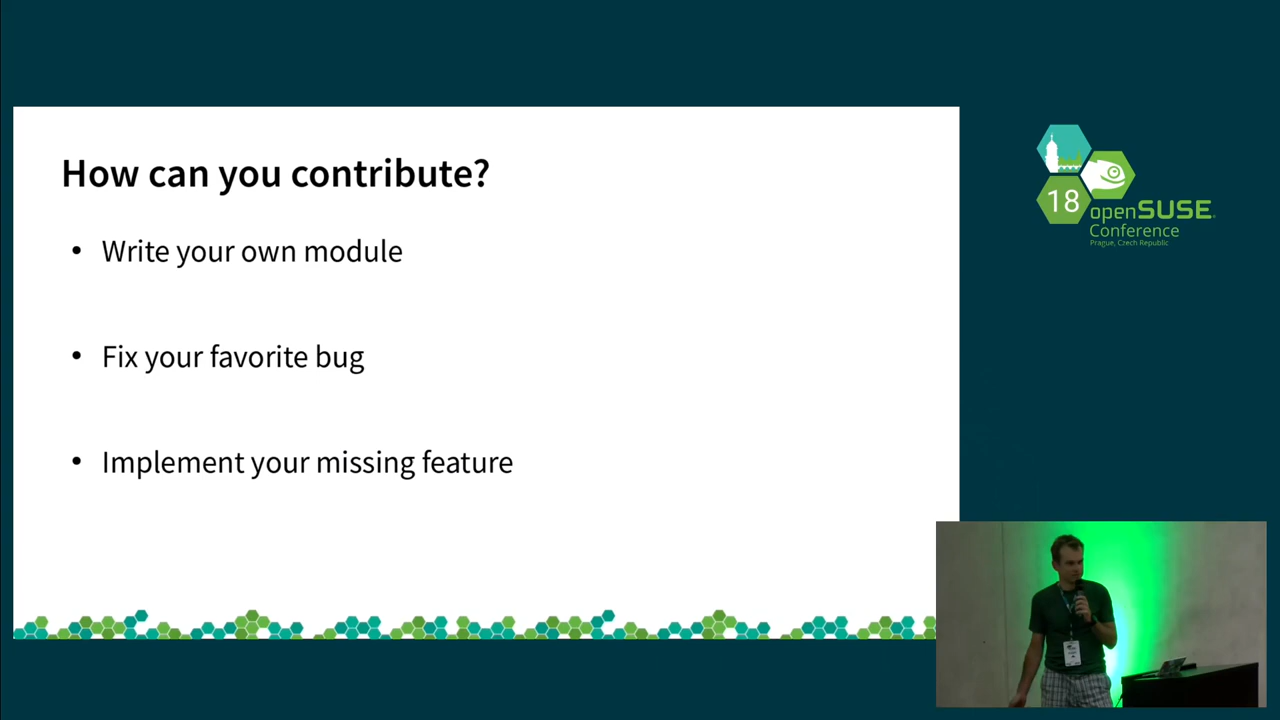 How can you contribute?
• Write your own module
• Fix your favorite bug
• Implement your missing feature
18
openSUSE
Conference
Prague, Czech Republic